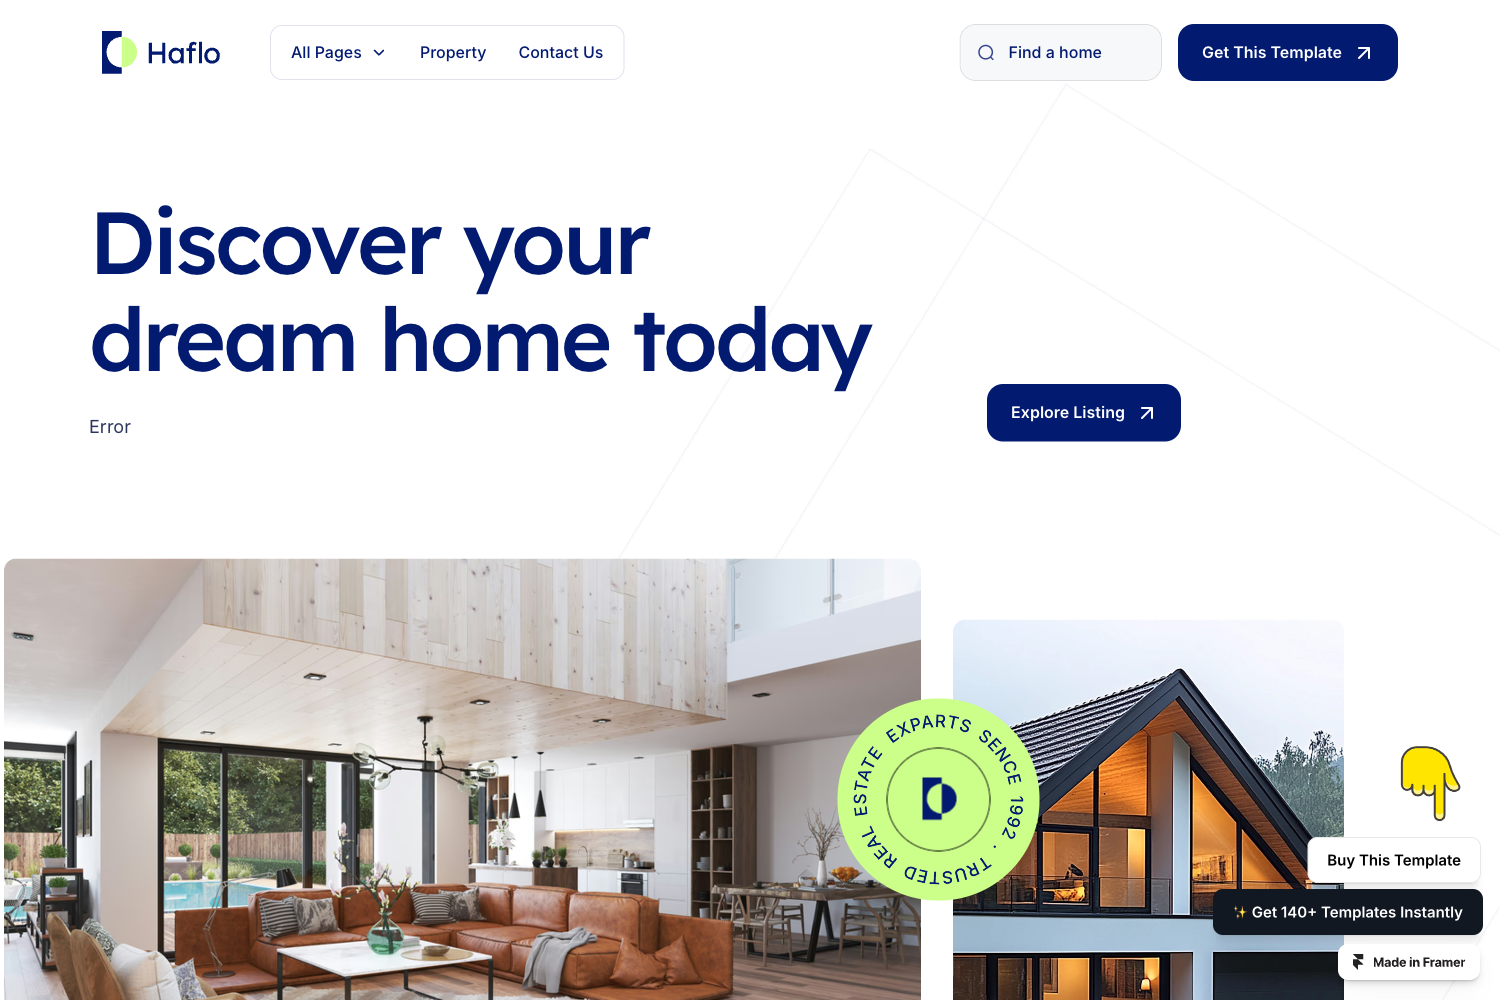 Haflo
All Pages
Property
Contact Us
Find a home
Get This Template
Discover your
dream home today
Error
Explore Listing
TRUSTED REAL ESTATE EXPARTS SENCE 1992 ·
Buy This Template
✨ Get 140+ Templates Instantly
Made in Framer